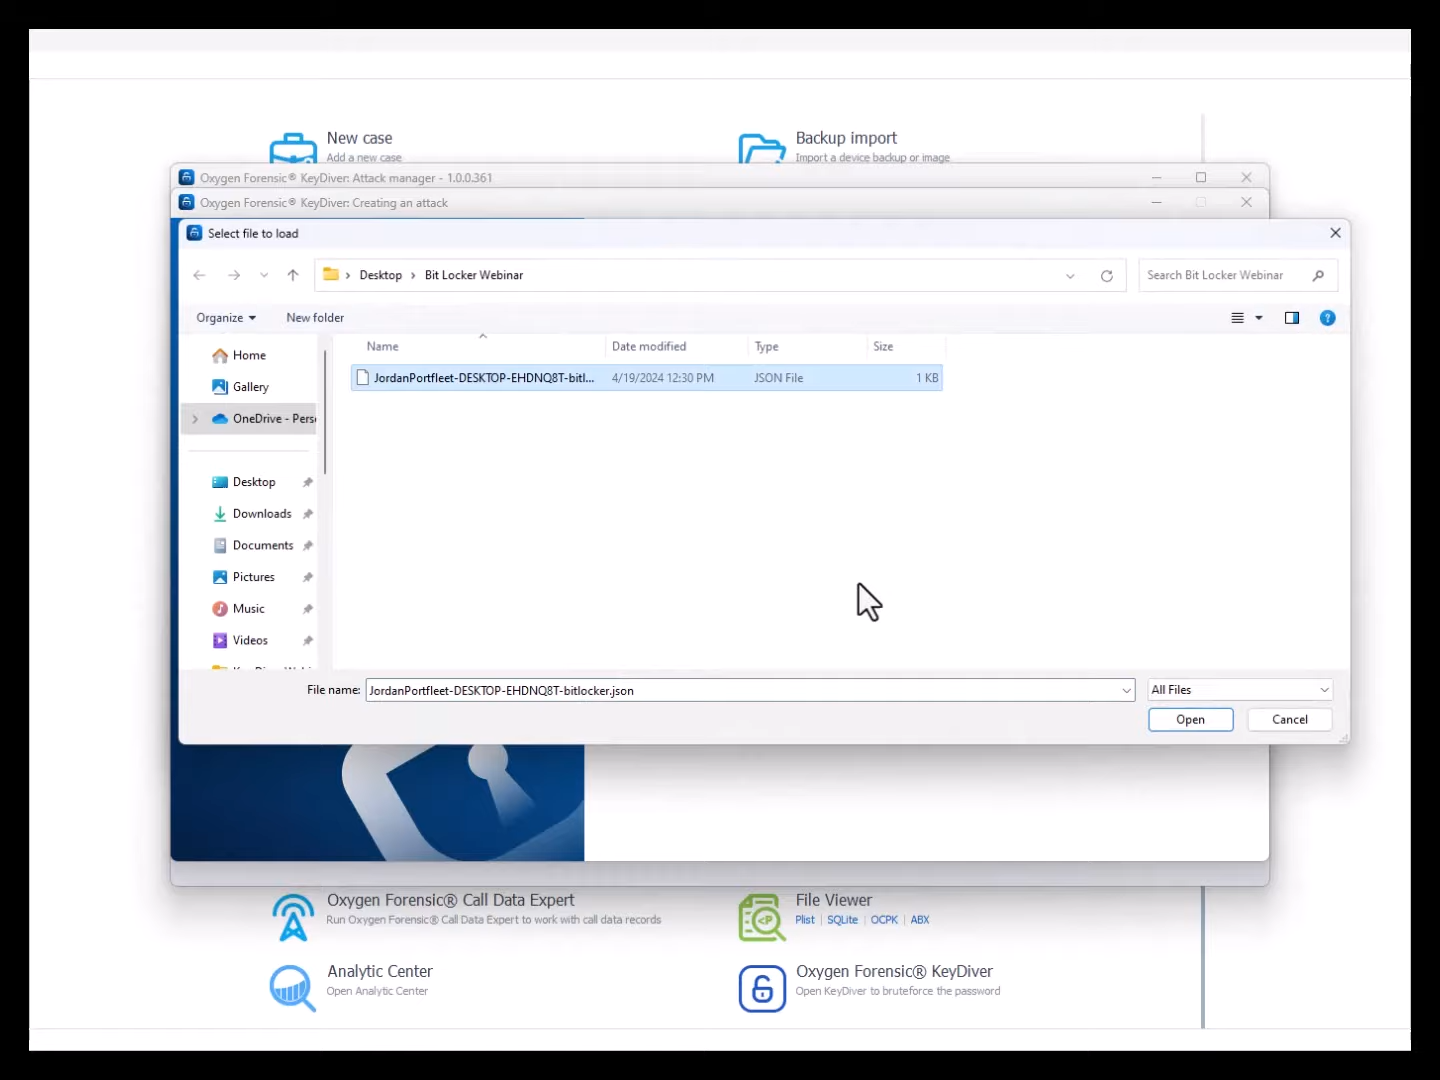 New case
Add a new case
Backup import
Import a device backup or image
Oxygen Forensic® KeyDiver: Attack manager - 1.0.0.361
Oxygen Forensic® KeyDiver: Creating an attack
Select file to load
Desktop
Bit Locker Webinar
Search Bit Locker Webinar
Organize
New folder
Name
Date modified
Type
Size
JordanPortfleet-DESKTOP-EHDNQ8T-bitl...
4/19/2024 12:30 PM
JSON File
1 KB
Home
Gallery
OneDrive - Pers
Desktop
Downloads
Documents
Pictures
Music
Videos
File name:
JordanPortfleet-DESKTOP-EHDNQ8T-bitlocker.json
All Files
Open
Cancel
Oxygen Forensic® Call Data Expert
Run Oxygen Forensic® Call Data Expert to work with call data records
File Viewer
Plist | SQLite | OCPK | ABX
Analytic Center
Open Analytic Center
Oxygen Forensic® KeyDiver
Open KeyDiver to bruteforce the password